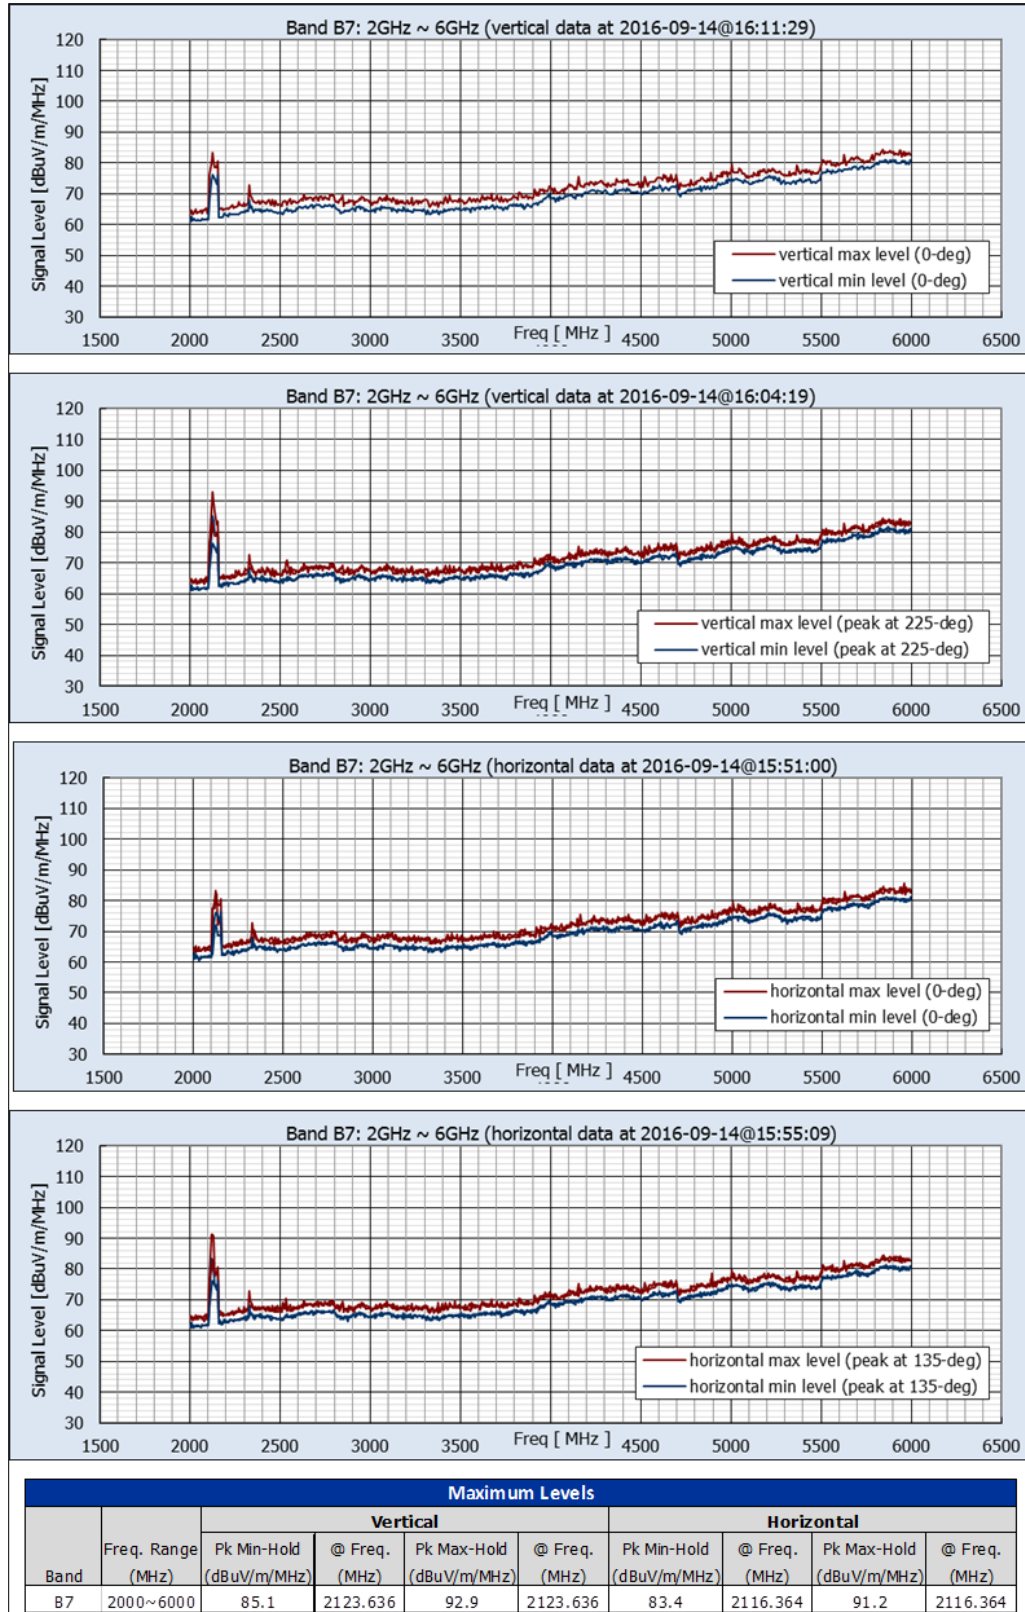 Band B7: 2GHz ~ 6GHz (vertical data at 2016-09-14@16:11:29)
Signal Level [dBuV/m/MHz]
120
110
100
90
80
70
60
50
40
30
vertical max level (0-deg)
vertical min level (0-deg)
1500 2000 2500 3000 3500 Freq [ MHz ] 4500 5000 5500 6000 6500
Band B7: 2GHz ~ 6GHz (vertical data at 2016-09-14@16:04:19)
Signal Level [dBuV/m/MHz]
120
110
100
90
80
70
60
50
40
30
vertical max level (peak at 225-deg)
vertical min level (peak at 225-deg)
1500 2000 2500 3000 3500 Freq [ MHz ] 4500 5000 5500 6000 6500
Band B7: 2GHz ~ 6GHz (horizontal data at 2016-09-14@15:51:00)
Signal Level [dBuV/m/MHz]
120
110
100
90
80
70
60
50
40
30
horizontal max level (0-deg)
horizontal min level (0-deg)
1500 2000 2500 3000 3500 Freq [ MHz ] 4500 5000 5500 6000 6500
Band B7: 2GHz ~ 6GHz (horizontal data at 2016-09-14@15:55:09)
Signal Level [dBuV/m/MHz]
120
110
100
90
80
70
60
50
40
30
horizontal max level (peak at 135-deg)
horizontal min level (peak at 135-deg)
1500 2000 2500 3000 3500 Freq [ MHz ] 4500 5000 5500 6000 6500
Maximum Levels
Vertical Horizontal
Freq. Range Pk Min-Hold @ Freq. Pk Max-Hold @ Freq. Pk Min-Hold @ Freq. Pk Max-Hold @ Freq.
Band (MHz) (dBuV/m/MHz) (MHz) (dBuV/m/MHz) (MHz) (dBuV/m/MHz) (MHz) (dBuV/m/MHz) (MHz)
B7 2000~6000 85.1 2123.636 92.9 2123.636 83.4 2116.364 91.2 2116.364